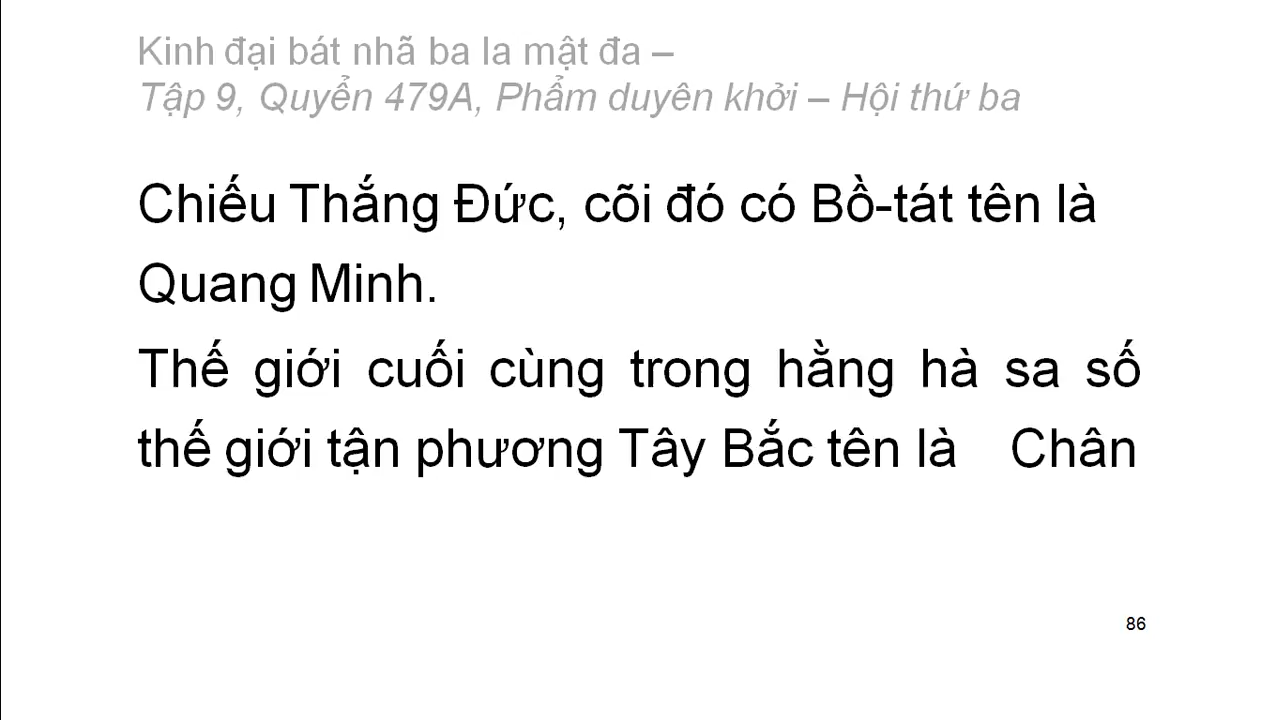 Kinh đại bát nhã ba la mật đa –
Tập 9, Quyển 479A, Phẩm duyên khởi – Hội thứ ba
Chiếu Thắng Đức, cõi đó có Bồ-tát tên là
Quang Minh.
Thế giới cuối cùng trong hằng hà sa số
thế giới tận phương Tây Bắc tên là Chân
86